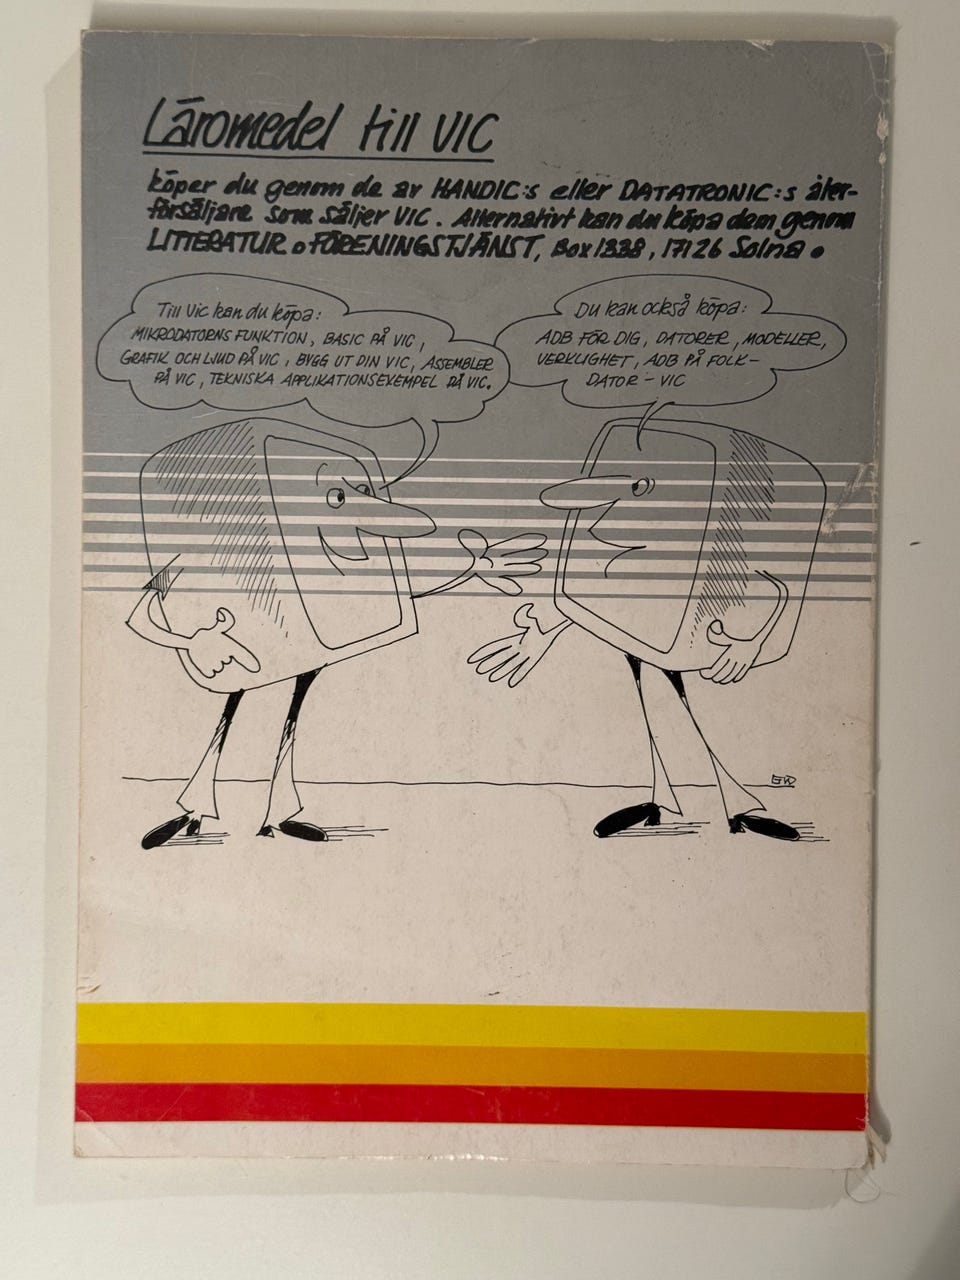 Läromedel till VIC
köper du genom de av HANDIC:s eller DATATRONIC:s åter-
försäljare som säljer VIC. Alternativt kan du köpa dem genom
LITTERATUR o FÖRENINGSTJÄNST, Box 1338, 171 26 Solna.
Till Vic kan du köpa:
MIKRODATORNS FUNKTION, BASIC PÅ VIC,
GRAFIK OCH LJUD PÅ VIC, BYGG UT DIN VIC, ASSEMBLER
PÅ VIC, TEKNISKA APPLIKATIONSEXEMPEL PÅ VIC.
Du kan också köpa:
ADB FÖR DIG, DATORER, MODELLER,
VERKLIGHET, ADB PÅ FOLK-
DATOR - VIC